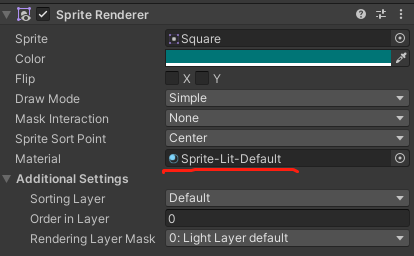 Sprite Renderer
Sprite Square
Color
Flip X Y
Draw Mode Simple
Mask Interaction None
Sprite Sort Point Center
Material Sprite-Lit-Default
Additional Settings
Sorting Layer Default
Order in Layer 0
Rendering Layer Mask 0: Light Layer default